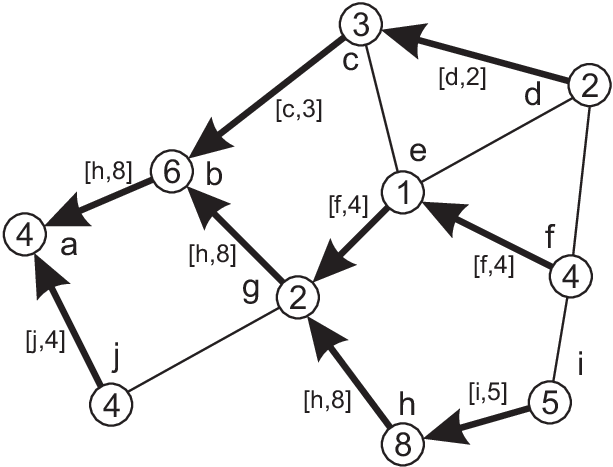 3
c
[d,2]
2
d
[c,3]
e
[h,8]
6
b
1
[f,4]
4
a
f
[h,8]
[f,4]
4
g
2
[j,4]
j
i
4
[h,8]
h
[i,5]
5
8